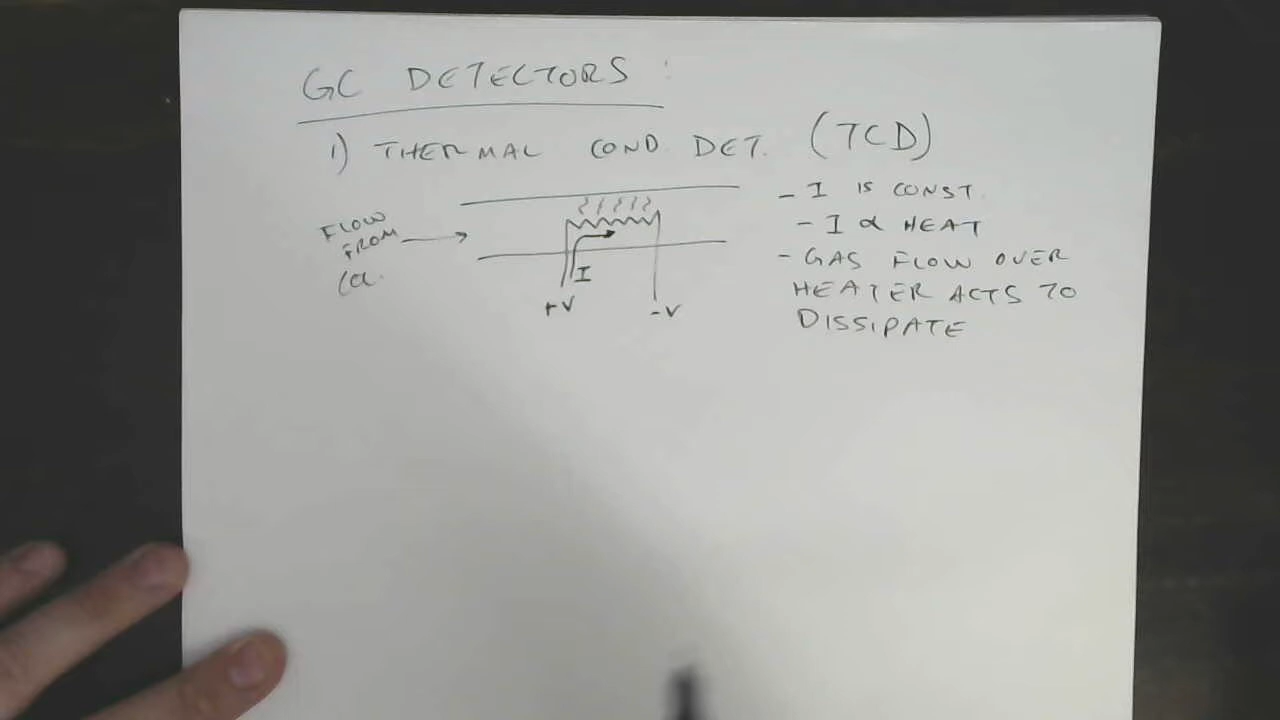 GC DETECTORS :
1) THERMAL COND DET. (TCD)
FLOW
FROM
I
+V
-V
- I IS CONST.
- I ∝ HEAT
- GAS FLOW OVER
HEATER ACTS TO
DISSIPATE